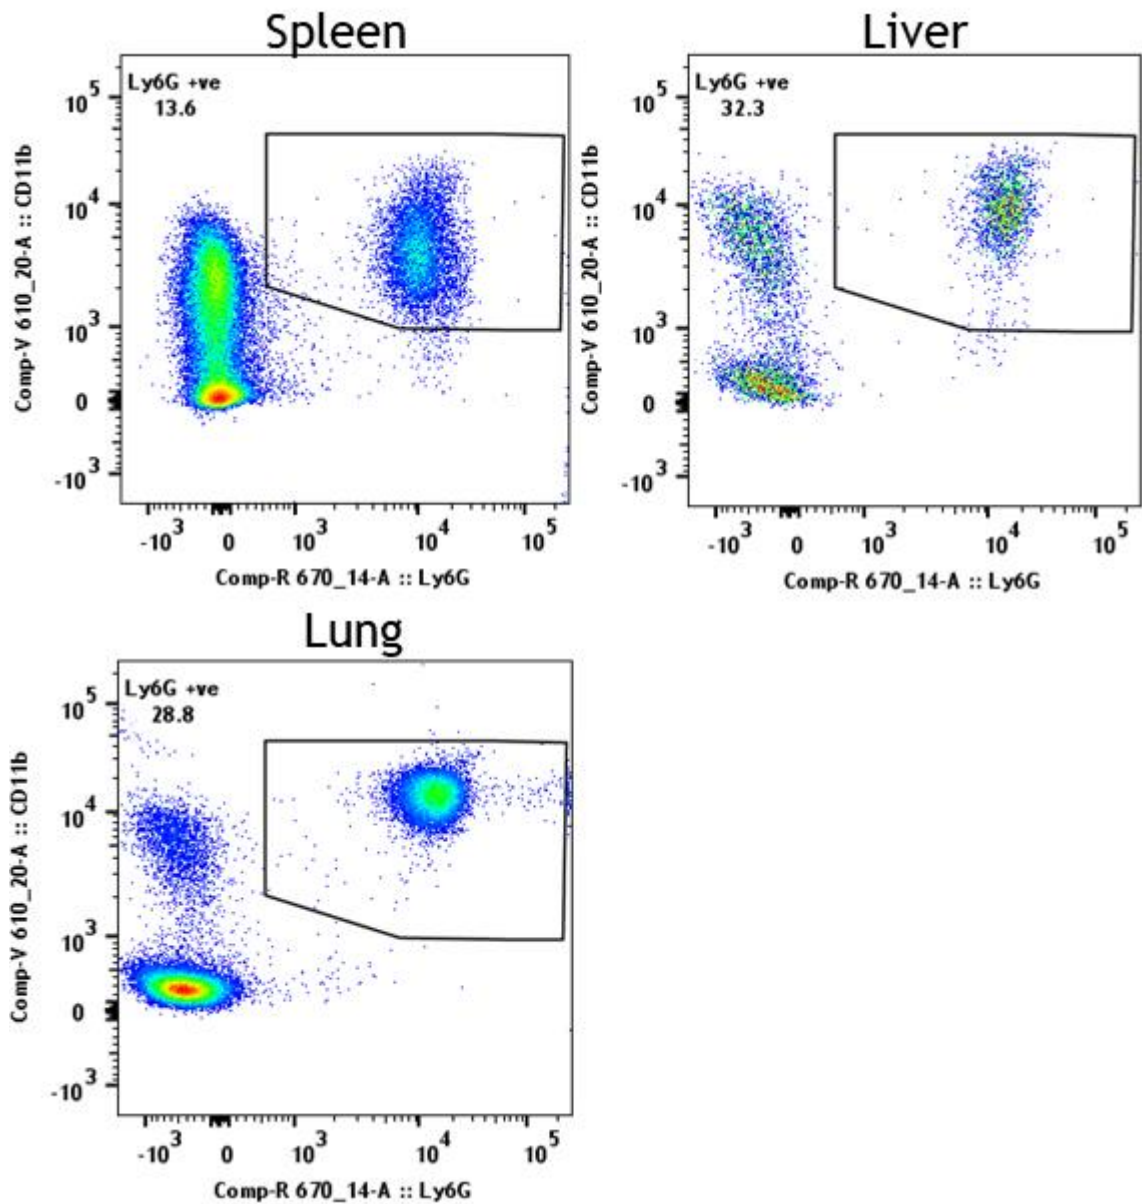 Spleen
Ly6G +ve
13.6
10^5
10^4
10^3
0
-10^3
Comp-V 610_20-A :: CD11b
-10^3 0 10^3 10^4 10^5
Comp-R 670_14-A :: Ly6G
Liver
Ly6G +ve
32.3
10^5
10^4
10^3
0
-10^3
Comp-V 610_20-A :: CD11b
-10^3 0 10^3 10^4 10^5
Comp-R 670_14-A :: Ly6G
Lung
Ly6G +ve
28.8
10^5
10^4
10^3
0
-10^3
Comp-V 610_20-A :: CD11b
-10^3 0 10^3 10^4 10^5
Comp-R 670_14-A :: Ly6G